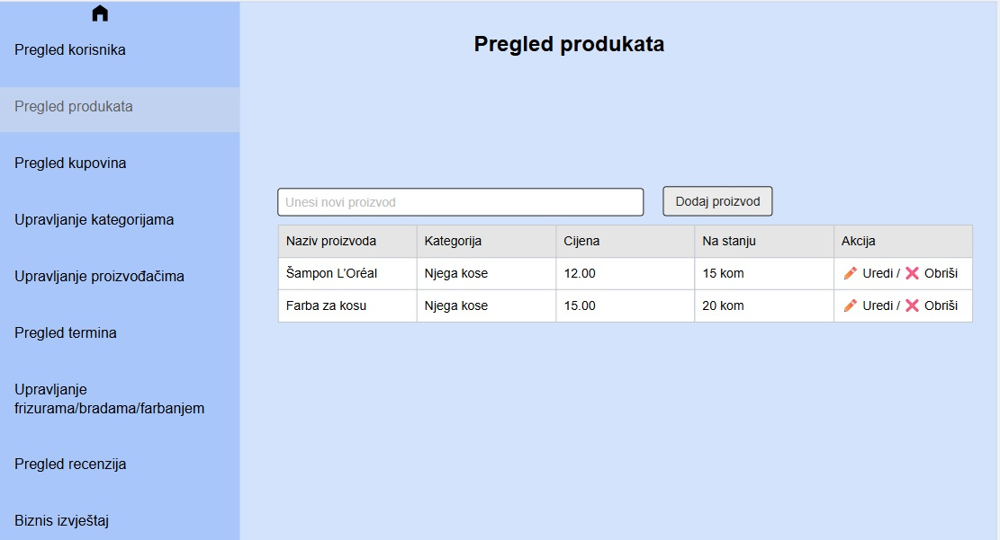 Pregled korisnika
Pregled produkata
Pregled kupovina
Upravljanje kategorijama
Upravljanje proizvođačima
Pregled termina
Upravljanje
frizurama/bradama/farbanjem
Pregled recenzija
Biznis izvještaj
Pregled produkata
Unesi novi proizvod
Dodaj proizvod
Naziv proizvoda Kategorija Cijena Na stanju Akcija
Šampon L’Oréal Njega kose 12.00 15 kom Uredi / Obriši
Farba za kosu Njega kose 15.00 20 kom Uredi / Obriši